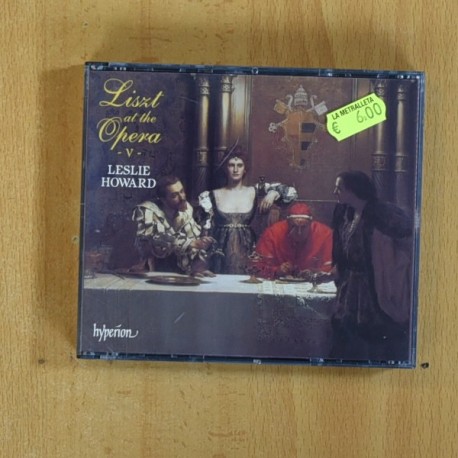 Liszt
at the
Opera
- V -
LESLIE
HOWARD
LA METRALLETA
€ 6,00
hyperion